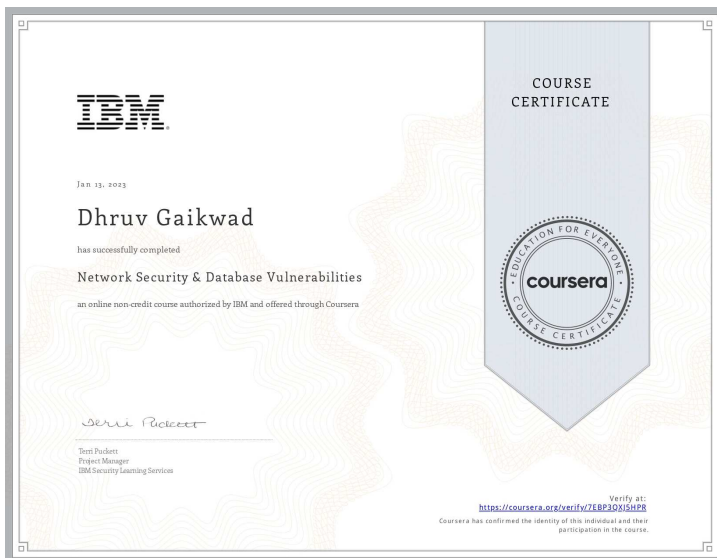 IBM
Jan 13, 2023
Dhruv Gaikwad
has successfully completed
Network Security & Database Vulnerabilities
an online non-credit course authorized by IBM and offered through Coursera
Terri Puckett
Terri Puckett
Project Manager
IBM Security Learning Services
COURSE
CERTIFICATE
EDUCATION FOR EVERYONE
coursera
COURSE CERTIFICATE
Verify at:
https://coursera.org/verify/7EBP3QXJ5HPR
Coursera has confirmed the identity of this individual and their
participation in the course.